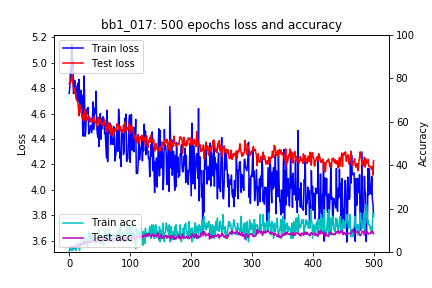 bb1_017: 500 epochs loss and accuracy
5.2
5.0
4.8
4.6
4.4
4.2
4.0
3.8
3.6
Loss
Train loss
Test loss
Train acc
Test acc
100
80
60
40
20
0
Accuracy
0 100 200 300 400 500